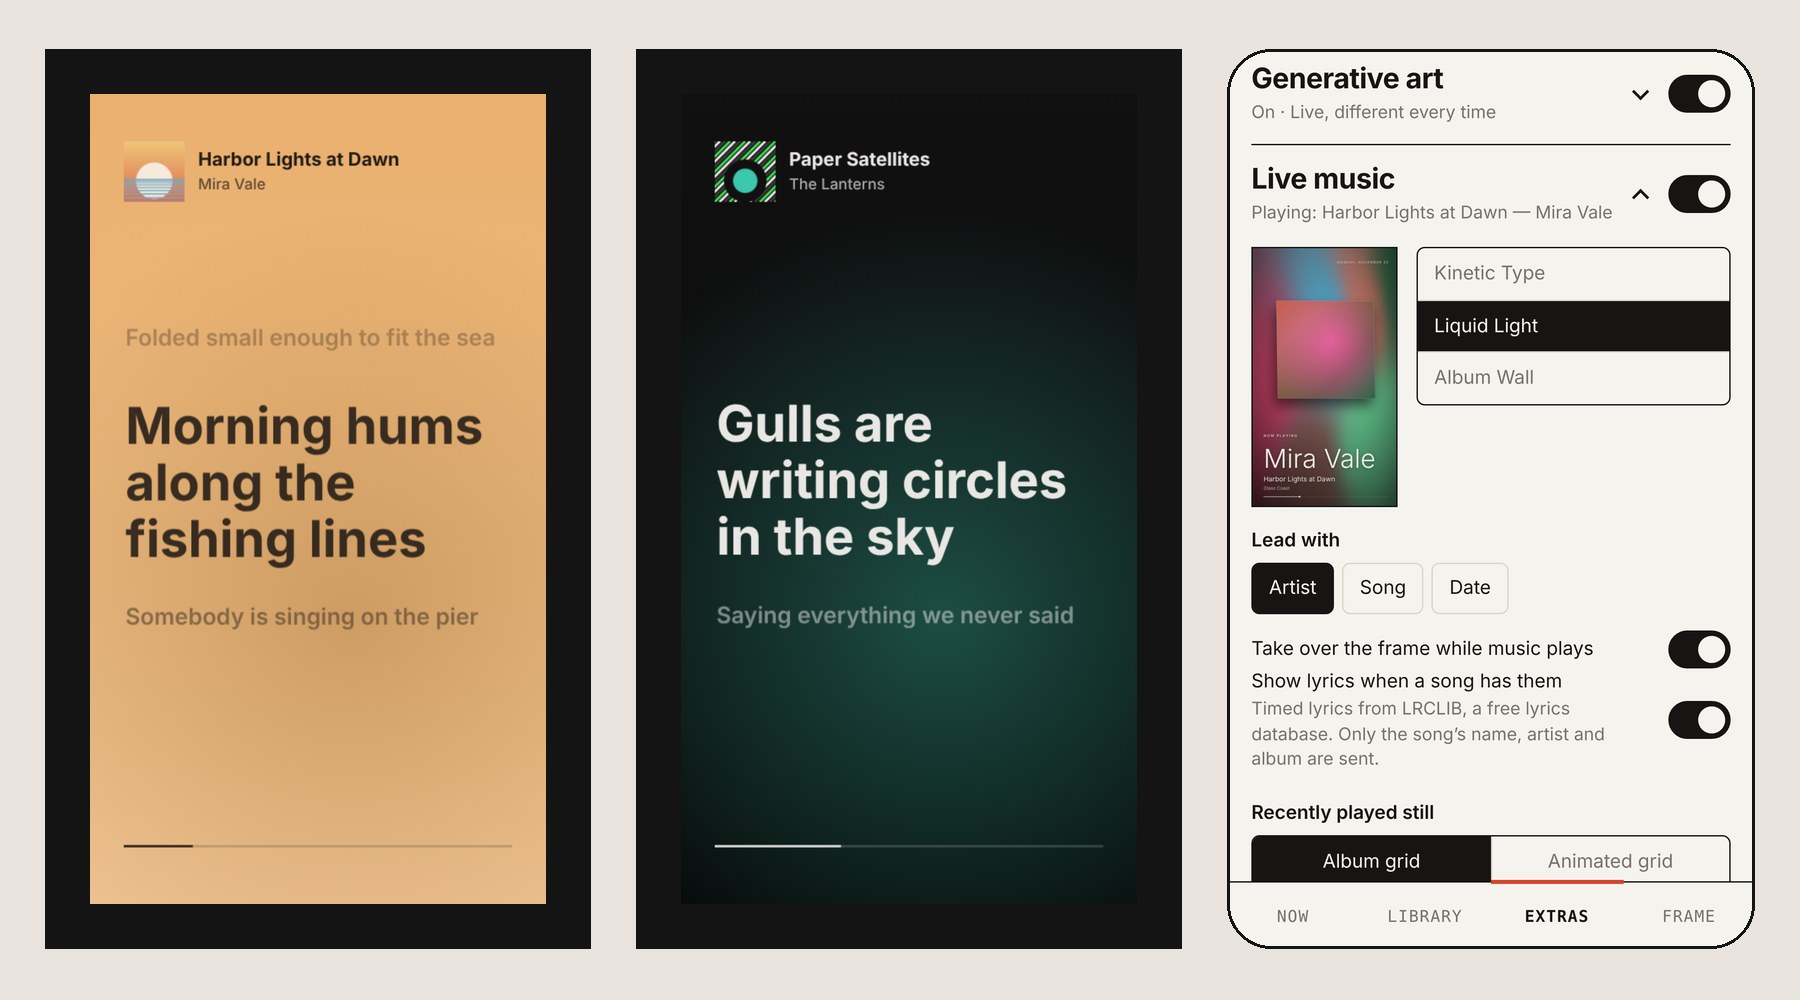 Harbor Lights at Dawn
Mira Vale
Folded small enough to fit the sea
Morning hums
along the
fishing lines
Somebody is singing on the pier
Paper Satellites
The Lanterns
Gulls are
writing circles
in the sky
Saying everything we never said
Generative art
On · Live, different every time
Live music
Playing: Harbor Lights at Dawn — Mira Vale
NOW PLAYING
Mira Vale
Harbor Lights at Dawn
Glass Coast
Kinetic Type
Liquid Light
Album Wall
Lead with
Artist
Song
Date
Take over the frame while music plays
Show lyrics when a song has them
Timed lyrics from LRCLIB, a free lyrics
database. Only the song’s name, artist and
album are sent.
Recently played still
Album grid
Animated grid
NOW
LIBRARY
EXTRAS
FRAME